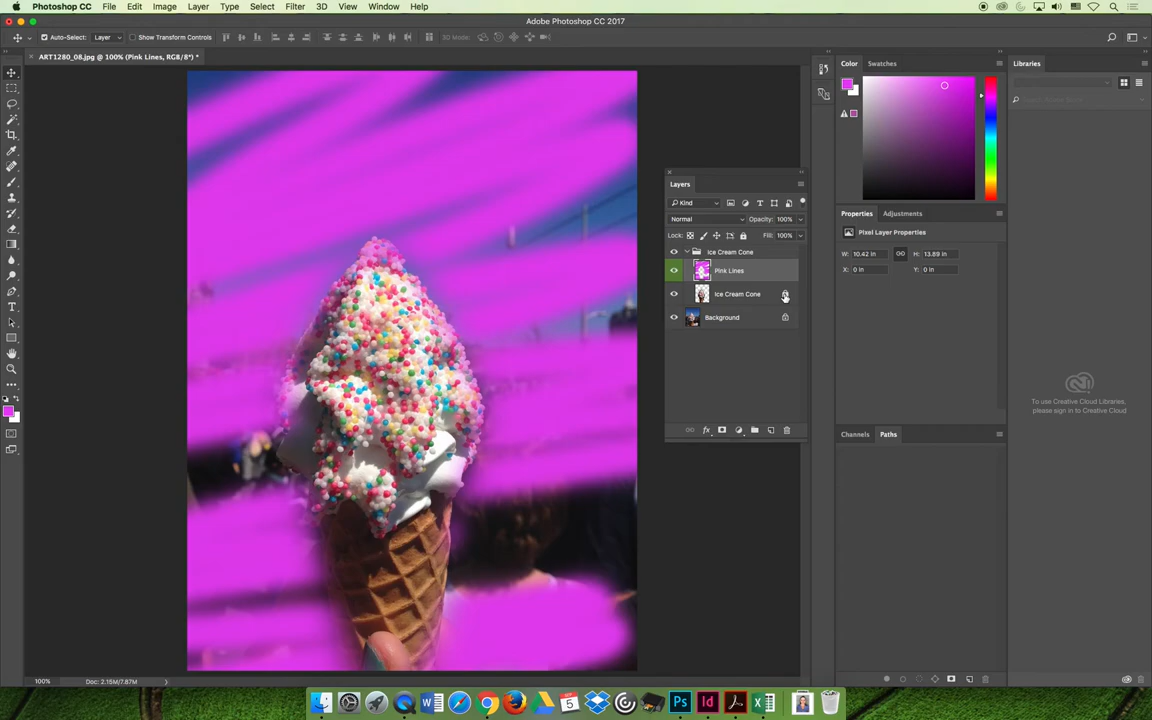 Photoshop CC File Edit Image Layer Type Select Filter 3D View Window Help
Adobe Photoshop CC 2017
Auto-Select: Layer Show Transform Controls 3D Mode:
ART1280_08.jpg @ 100% (Pink Lines, RGB/8*) *
Color Swatches
Libraries
Layers
Kind
Normal Opacity: 100%
Lock: Fill: 100%
Ice Cream Cone
Pink Lines
Ice Cream Cone
Background
Properties Adjustments
Pixel Layer Properties
W: 10.42 in H: 13.89 in
X: 0 in Y: 0 in
To use Creative Cloud Libraries,
please sign in to Creative Cloud
Channels Paths
100% Doc: 2.15M/7.87M
5
Ps Id